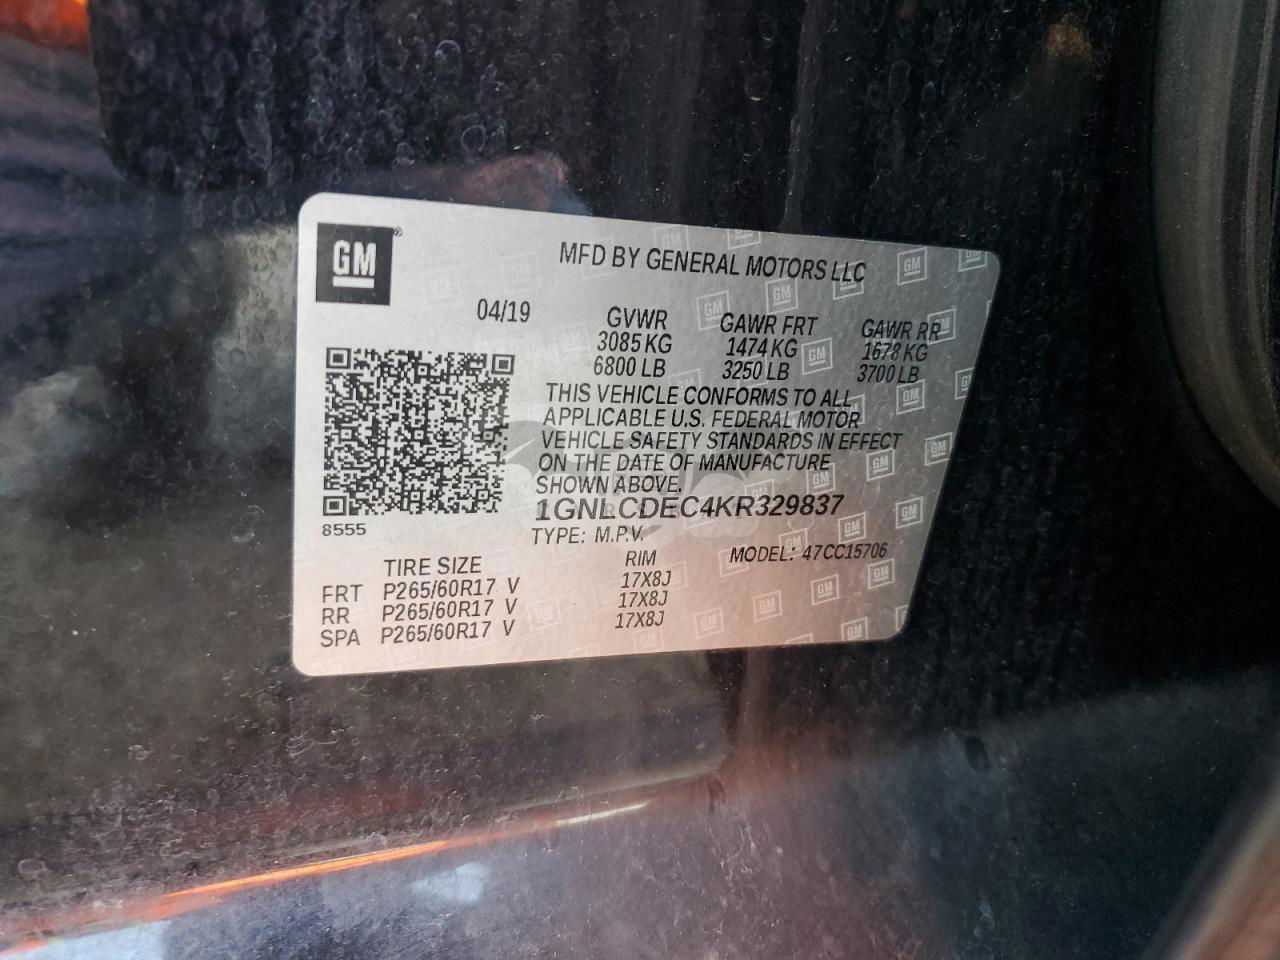 GM
MFD BY GENERAL MOTORS LLC
04/19 GVWR GAWR FRT GAWR RR
3085 KG 1474 KG 1678 KG
6800 LB 3250 LB 3700 LB
THIS VEHICLE CONFORMS TO ALL
APPLICABLE U.S. FEDERAL MOTOR
VEHICLE SAFETY STANDARDS IN EFFECT
ON THE DATE OF MANUFACTURE
SHOWN ABOVE.
1GNLCDEC4KR329837
8555 TYPE: M.P.V. MODEL: 47CC15706
TIRE SIZE RIM
FRT P265/60R17 V 17X8J
RR P265/60R17 V 17X8J
SPA P265/60R17 V 17X8J